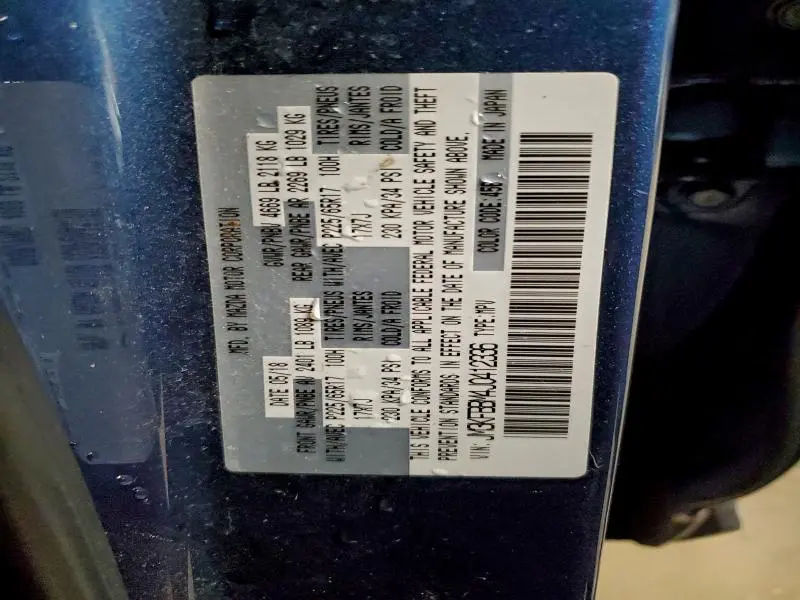 MFD. BY MAZDA MOTOR CORPORATION
DATE 05/18 GVWR/PNBV 4669 LB 2118 KG
FRONT GAWR/PNBE AV 2401 LB 1089 KG REAR GAWR/PNBE AR 2269 LB 1029 KG
WITH/AVEC P225/65R17 100H TIRES/PNEUS WITH/AVEC P225/65R17 100H TIRES/PNEUS
17X7J RIMS/JANTES 17X7J RIMS/JANTES
230 KPA/34 PSI COLD/A FROID 230 KPA/34 PSI COLD/A FROID
THIS VEHICLE CONFORMS TO ALL APPLICABLE FEDERAL MOTOR VEHICLE SAFETY AND THEFT
PREVENTION STANDARDS IN EFFECT ON THE DATE OF MANUFACTURE SHOWN ABOVE.
VIN: JM3KFBBM4J0412336 TYPE:MPV COLOR CODE:45B MADE IN JAPAN